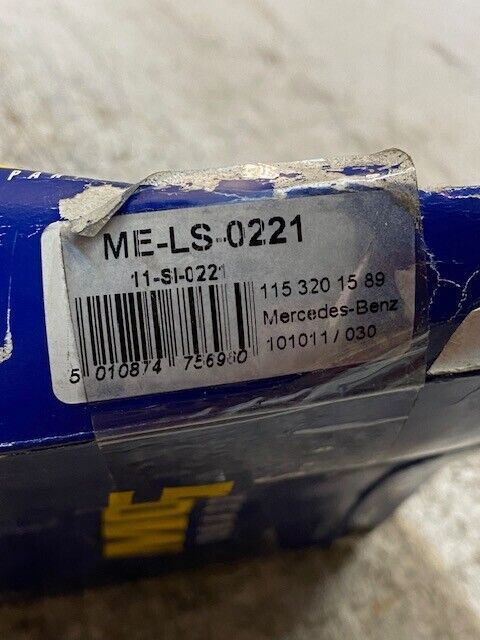 ME-LS-0221
11-SI-0221
115 320 15 89
Mercedes-Benz
101011 / 030
5 010874 756960